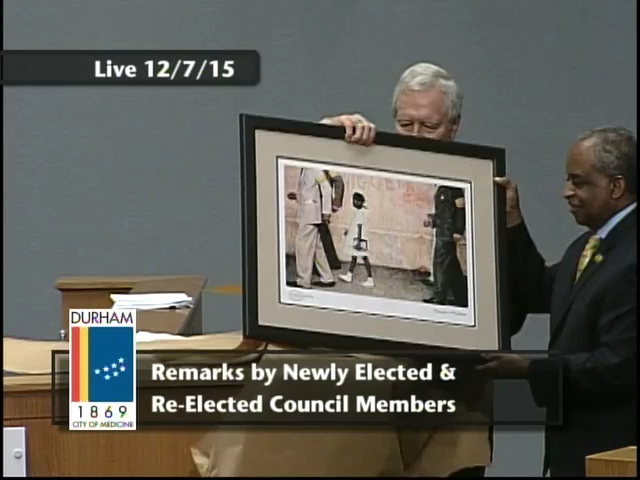 Live 12/7/15
DURHAM
1869
CITY OF MEDICINE
Remarks by Newly Elected &
Re-Elected Council Members